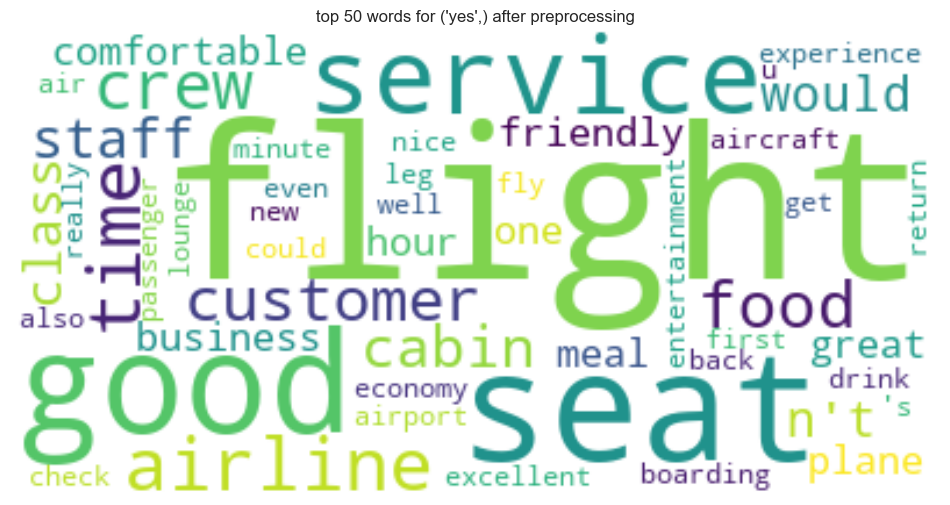 top 50 words for ('yes',) after preprocessing
comfortable
service
experience
air
crew
u
would
staff
flight
minute
nice
friendly
aircraft
class
really
time
passenger
lounge
even
new
could
leg
well
hour
fly
one
entertainment
get
return
also
customer
food
business
cabin
meal
first
back
great
good
economy
airport
seat
drink
n't
's
check
airline
excellent
boarding
plane